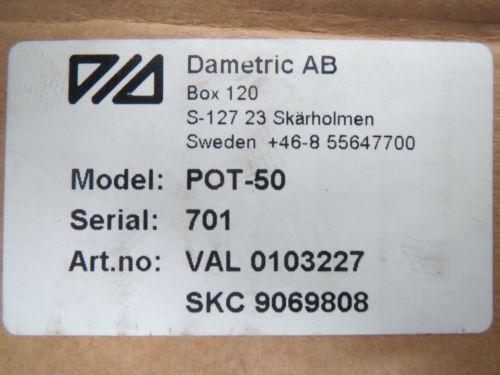 Dametric AB
Box 120
S-127 23 Skärholmen
Sweden +46-8 55647700
Model: POT-50
Serial: 701
Art.no: VAL 0103227
SKC 9069808